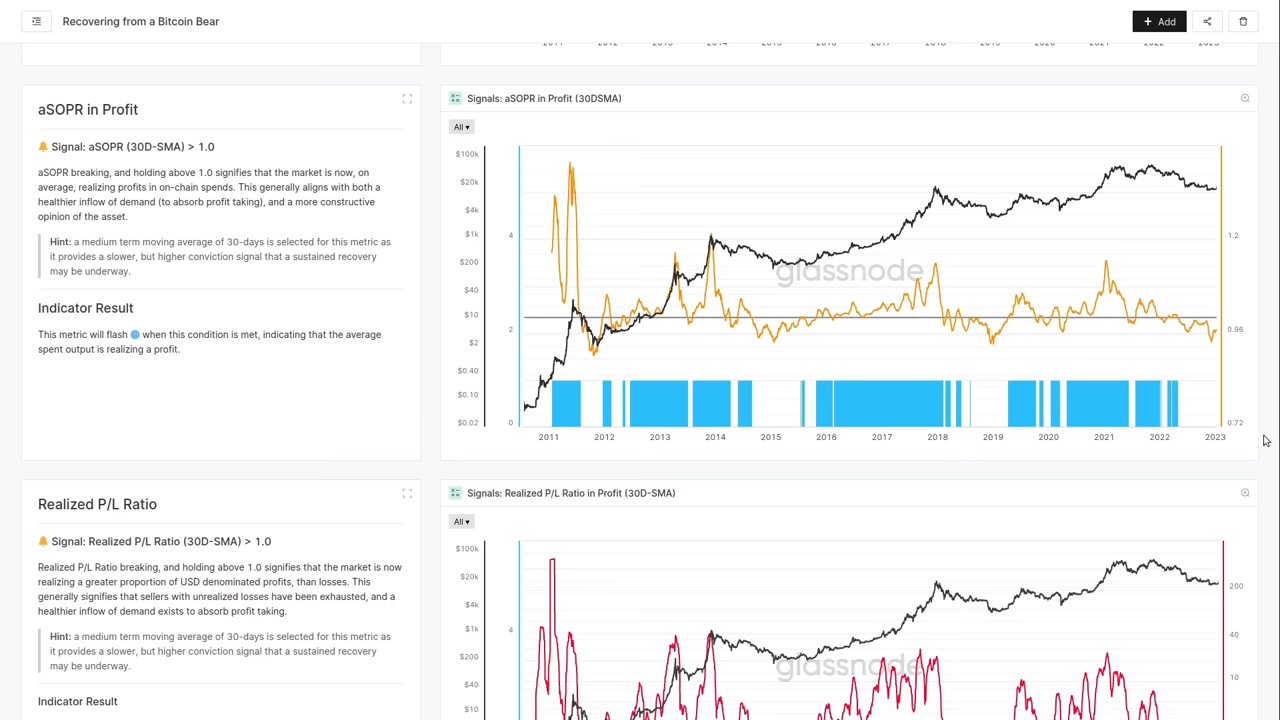 Recovering from a Bitcoin Bear
Add
2011 2012 2013 2014 2015 2016 2017 2018 2019 2020 2021 2022 2023
aSOPR in Profit
Signal: aSOPR (30D-SMA) > 1.0
aSOPR breaking, and holding above 1.0 signifies that the market is now, on
average, realizing profits in on-chain spends. This generally aligns with both a
healthier inflow of demand (to absorb profit taking), and a more constructive
opinion of the asset.
Hint: a medium term moving average of 30-days is selected for this metric as
it provides a slower, but higher conviction signal that a sustained recovery
may be underway.
Indicator Result
This metric will flash when this condition is met, indicating that the average
spent output is realizing a profit.
Signals: aSOPR in Profit (30DSMA)
All ▾
$100k
$20k
$4k
$1k
$200
$40
$10
$2
$0.40
$0.10
$0.02
4
2
0
1.2
0.96
0.72
glassnode
2011 2012 2013 2014 2015 2016 2017 2018 2019 2020 2021 2022 2023
Realized P/L Ratio
Signal: Realized P/L Ratio (30D-SMA) > 1.0
Realized P/L Ratio breaking, and holding above 1.0 signifies that the market is now
realizing a greater proportion of USD denominated profits, than losses. This
generally signifies that sellers with unrealized losses have been exhausted, and a
healthier inflow of demand exists to absorb profit taking.
Hint: a medium term moving average of 30-days is selected for this metric as
it provides a slower, but higher conviction signal that a sustained recovery
may be underway.
Indicator Result
Signals: Realized P/L Ratio in Profit (30D-SMA)
All ▾
$100k
$20k
$4k
$1k
$200
$40
$10
4
200
40
10
glassnode